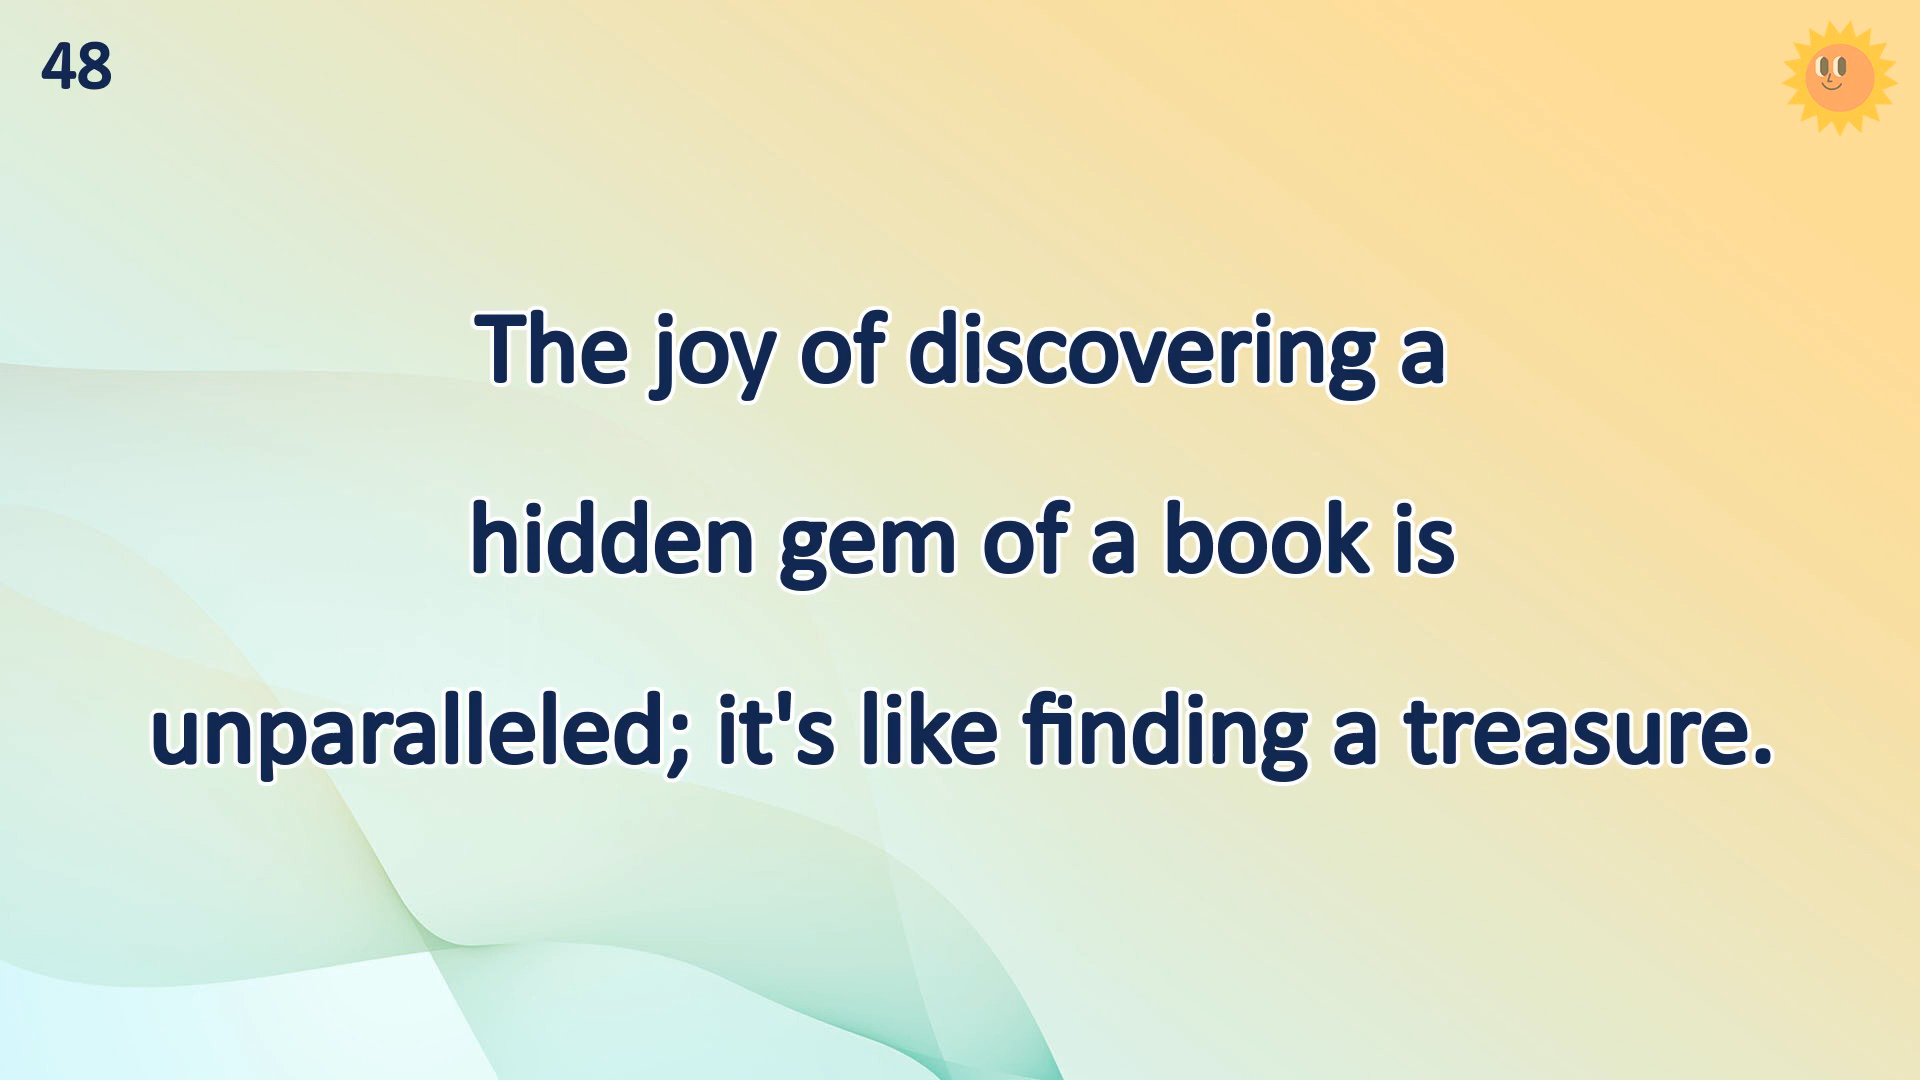 48
The joy of discovering a
hidden gem of a book is
unparalleled; it's like finding a treasure.